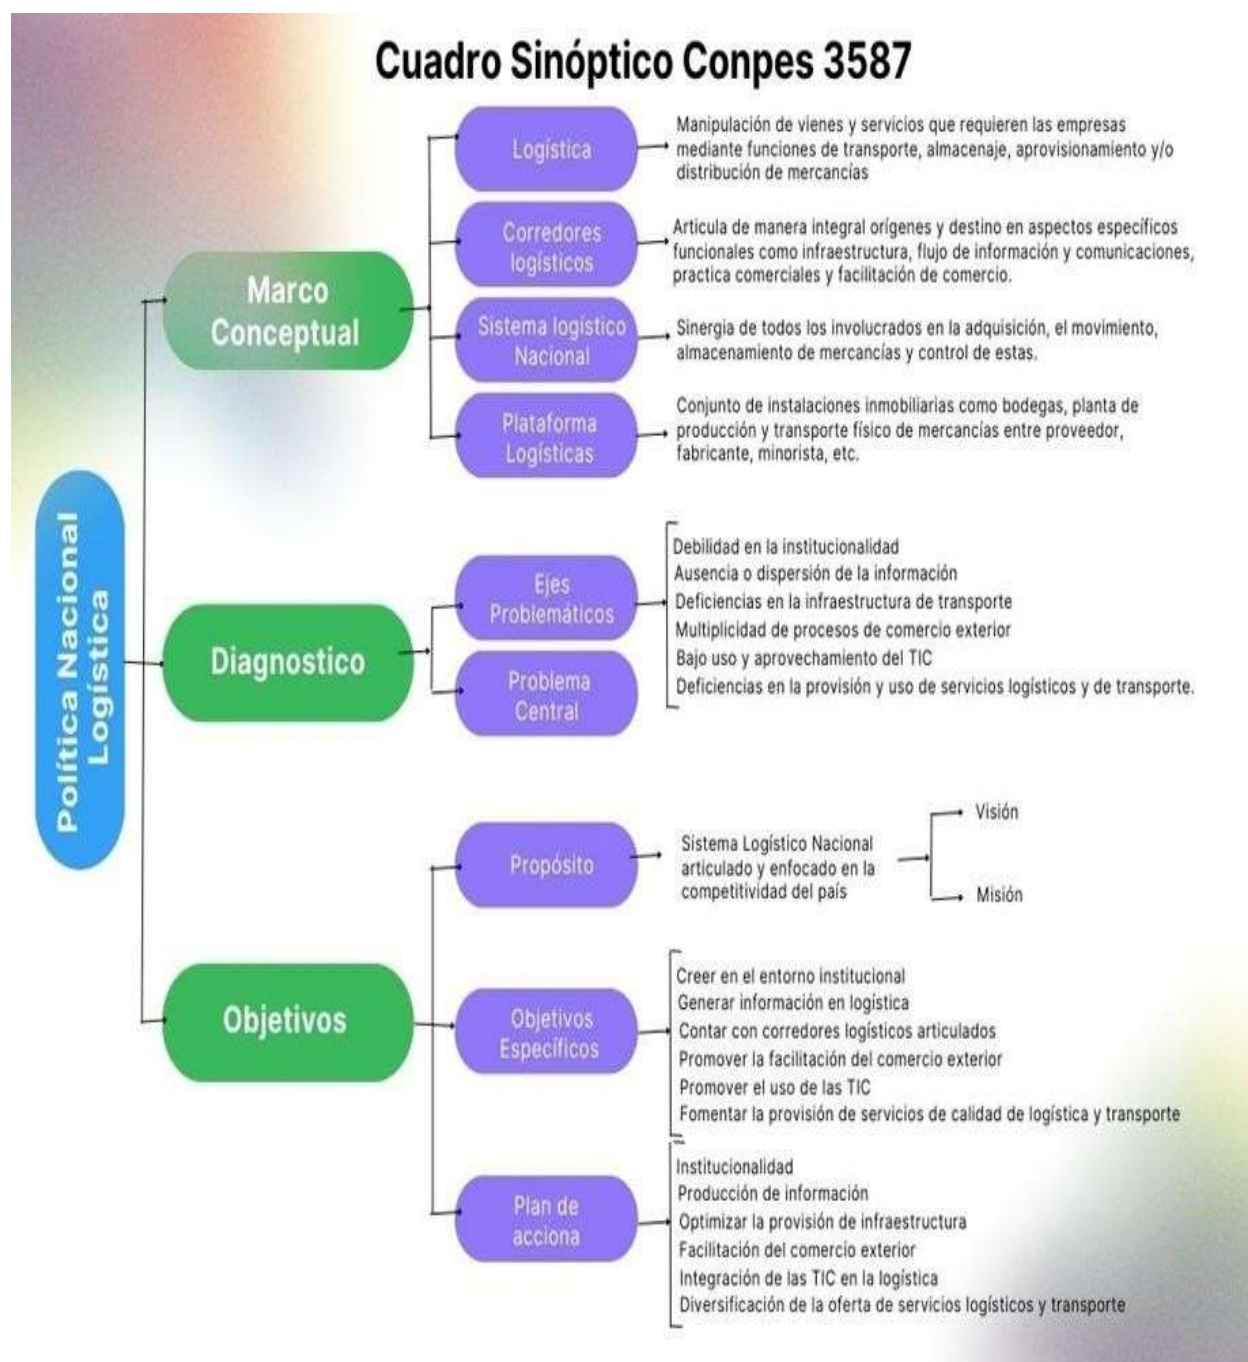 Cuadro Sinóptico Conpes 3587
Política Nacional
Logística
Marco
Conceptual
Logística
Manipulación de vienes y servicios que requieren las empresas
mediante funciones de transporte, almacenaje, aprovisionamiento y/o
distribución de mercancías
Corredores
logísticos
Articula de manera integral orígenes y destino en aspectos específicos
funcionales como infraestructura, flujo de información y comunicaciones,
practica comerciales y facilitación de comercio.
Sistema logístico
Nacional
Sinergia de todos los involucrados en la adquisición, el movimiento,
almacenamiento de mercancías y control de estas.
Plataforma
Logísticas
Conjunto de instalaciones inmobiliarias como bodegas, planta de
producción y transporte físico de mercancías entre proveedor,
fabricante, minorista, etc.
Diagnostico
Ejes
Problemáticos
Debilidad en la institucionalidad
Ausencia o dispersión de la información
Deficiencias en la infraestructura de transporte
Multiplicidad de procesos de comercio exterior
Bajo uso y aprovechamiento del TIC
Deficiencias en la provisión y uso de servicios logísticos y de transporte.
Problema
Central
Objetivos
Propósito
Sistema Logístico Nacional
articulado y enfocado en la
competitividad del país
Visión
Misión
Objetivos
Específicos
Creer en el entorno institucional
Generar información en logística
Contar con corredores logísticos articulados
Promover la facilitación del comercio exterior
Promover el uso de las TIC
Fomentar la provisión de servicios de calidad de logística y transporte
Plan de
acciona
Institucionalidad
Producción de información
Optimizar la provisión de infraestructura
Facilitación del comercio exterior
Integración de las TIC en la logística
Diversificación de la oferta de servicios logísticos y transporte